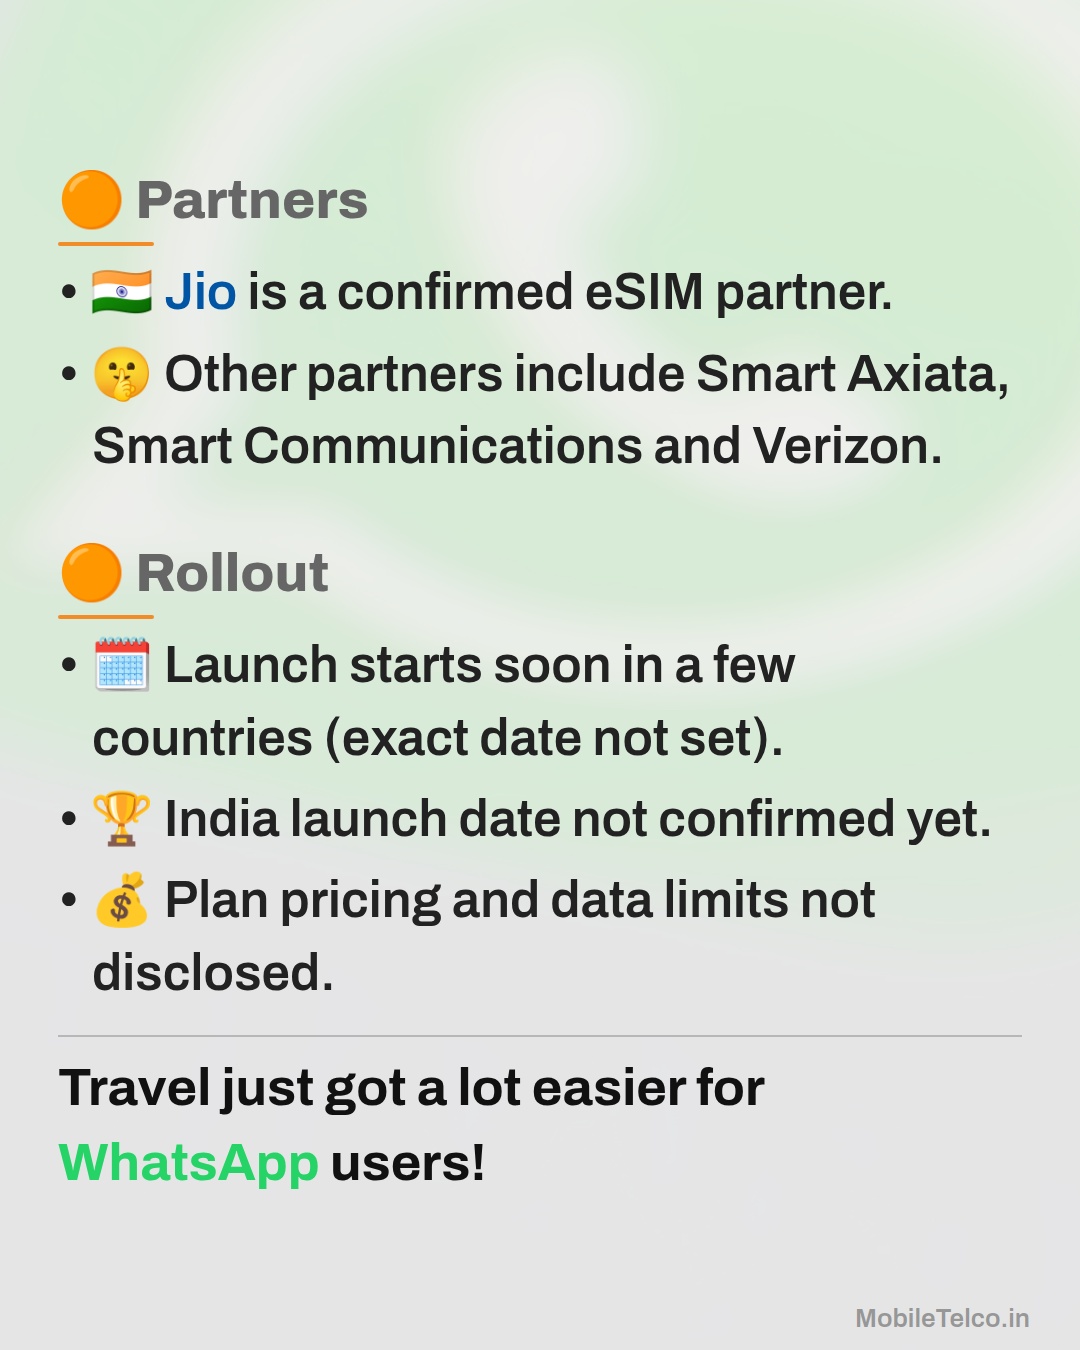 🟠 Partners
• 🇮🇳 Jio is a confirmed eSIM partner.
• 🤫 Other partners include Smart Axiata,
Smart Communications and Verizon.
🟠 Rollout
• 🗓️ Launch starts soon in a few
countries (exact date not set).
• 🏆 India launch date not confirmed yet.
• 💰 Plan pricing and data limits not
disclosed.
Travel just got a lot easier for
WhatsApp users!
MobileTelco.in